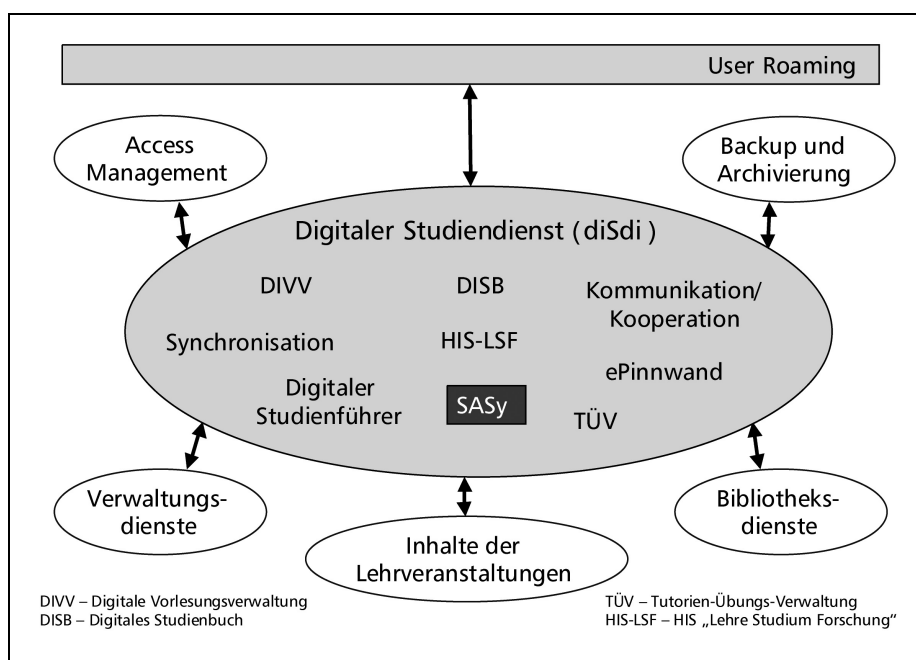 User Roaming
Access
Management
Backup und
Archivierung
Digitaler Studiendienst (diSdi)
DIVV
DISB
Kommunikation/
Kooperation
Synchronisation
HIS-LSF
ePinnwand
Digitaler
Studienführer
SASy
TÜV
Verwaltungs-
dienste
Inhalte der
Lehrveranstaltungen
Bibliotheks-
dienste
DIVV – Digitale Vorlesungsverwaltung
DISB – Digitales Studienbuch
TÜV – Tutorien-Übungs-Verwaltung
HIS-LSF – HIS „Lehre Studium Forschung“